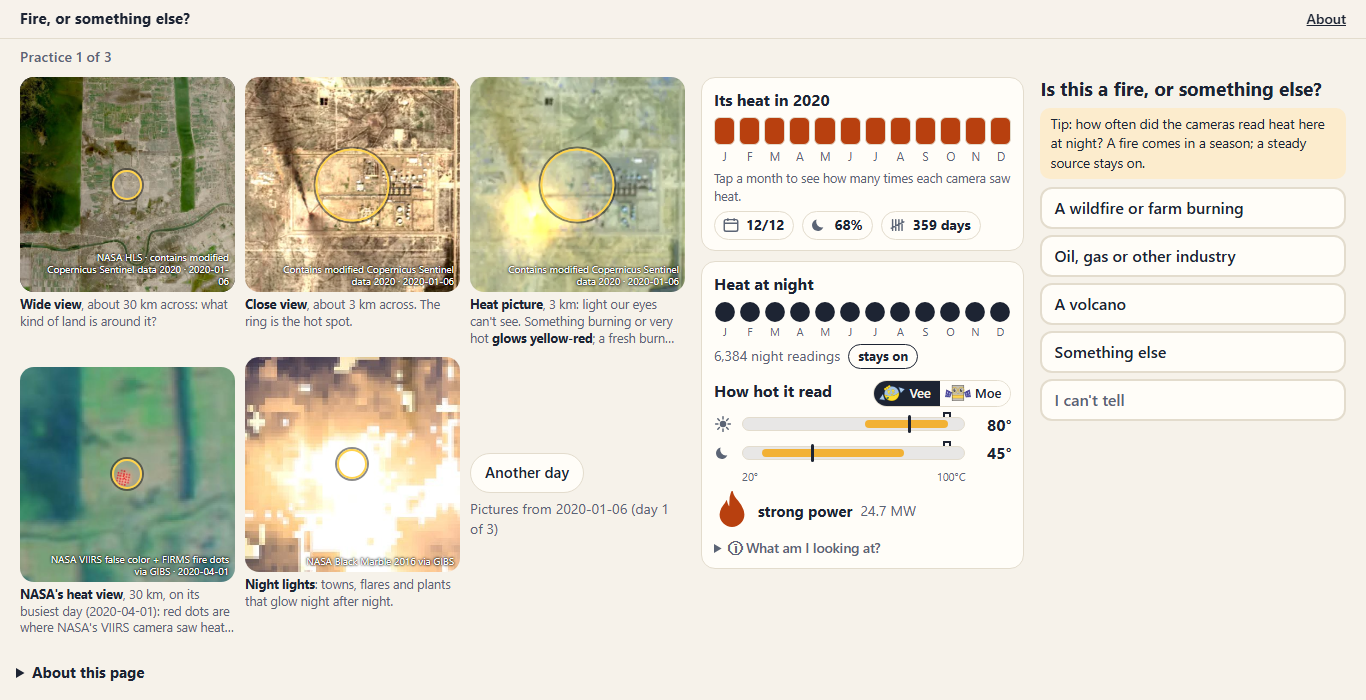 Fire, or something else?
About
Practice 1 of 3
NASA HLS · contains modified
Copernicus Sentinel data 2020 · 2020-01-
06
Wide view, about 30 km across: what
kind of land is around it?
Contains modified Copernicus Sentinel
data 2020 · 2020-01-06
Close view, about 3 km across. The
ring is the hot spot.
Contains modified Copernicus Sentinel
data 2020 · 2020-01-06
Heat picture, 3 km: light our eyes
can't see. Something burning or very
hot glows yellow-red; a fresh burn...
NASA VIIRS false color + FIRMS fire dots
via GIBS · 2020-04-01
NASA's heat view, 30 km, on its
busiest day (2020-04-01): red dots are
where NASA's VIIRS camera saw heat...
NASA Black Marble 2016 via GIBS
Night lights: towns, flares and plants
that glow night after night.
Another day
Pictures from 2020-01-06 (day 1
of 3)
About this page
Its heat in 2020
J F M A M J J A S O N D
Tap a month to see how many times each camera saw
heat.
12/12 68% 359 days
Heat at night
J F M A M J J A S O N D
6,384 night readings stays on
How hot it read Vee Moe
80°
45°
20° 100°C
strong power 24.7 MW
What am I looking at?
Is this a fire, or something else?
Tip: how often did the cameras read heat here
at night? A fire comes in a season; a steady
source stays on.
A wildfire or farm burning
Oil, gas or other industry
A volcano
Something else
I can't tell